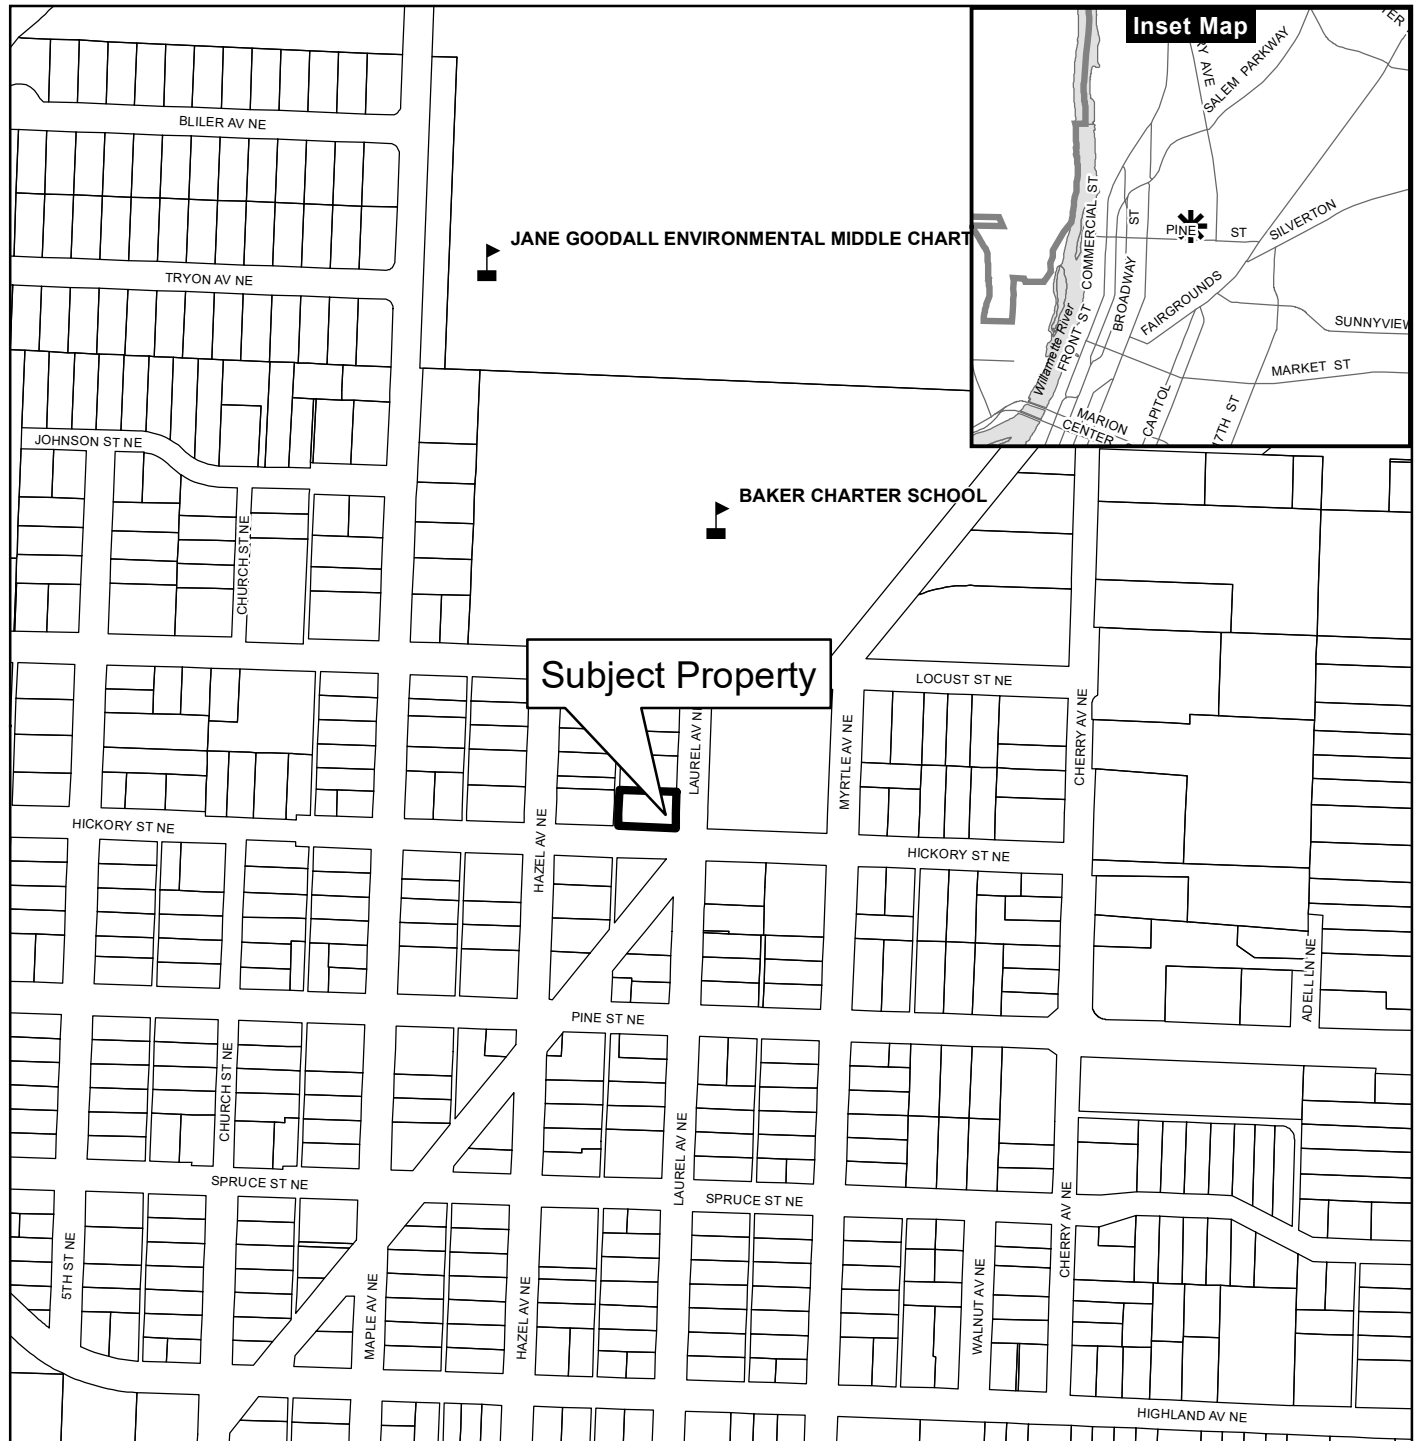 Inset Map
RY AVE
SALEM PARKWAY
COMMERCIAL ST
BROADWAY
ST
PINE
ST
SILVERTON
FAIRGROUNDS
SUNNYVIEW
Willamette River
FRONT ST
MARKET ST
MARION
CENTER
CAPITOL
17TH ST
BLILER AV NE
JANE GOODALL ENVIRONMENTAL MIDDLE CHART
TRYON AV NE
JOHNSON ST NE
BAKER CHARTER SCHOOL
CHURCH ST NE
Subject Property
LOCUST ST NE
LAUREL AV NE
MYRTLE AV NE
CHERRY AV NE
HICKORY ST NE
HAZEL AV NE
HICKORY ST NE
ADELL LN NE
PINE ST NE
CHURCH ST NE
LAUREL AV NE
SPRUCE ST NE
SPRUCE ST NE
CHERRY AV NE
5TH ST NE
MAPLE AV NE
HAZEL AV NE
WALNUT AV NE
HIGHLAND AV NE